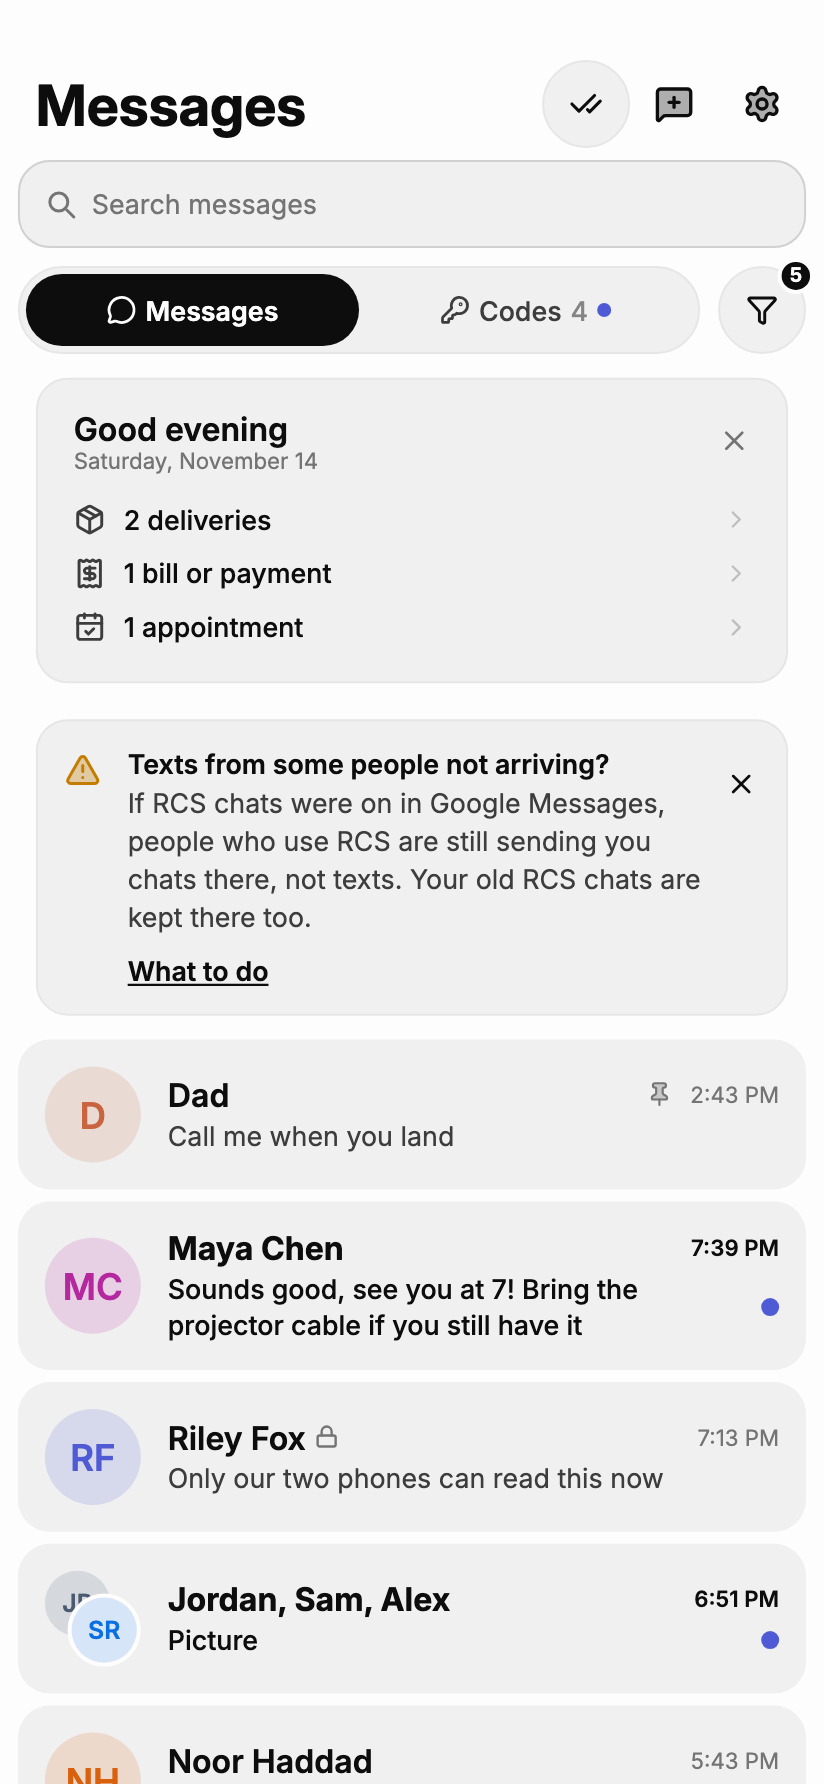 Messages
Search messages
Messages
Codes 4
5
Good evening
Saturday, November 14
2 deliveries
1 bill or payment
1 appointment
Texts from some people not arriving?
If RCS chats were on in Google Messages,
people who use RCS are still sending you
chats there, not texts. Your old RCS chats are
kept there too.
What to do
D
Dad
2:43 PM
Call me when you land
MC
Maya Chen
7:39 PM
Sounds good, see you at 7! Bring the
projector cable if you still have it
RF
Riley Fox
7:13 PM
Only our two phones can read this now
SR
Jordan, Sam, Alex
6:51 PM
Picture
NH
Noor Haddad
5:43 PM